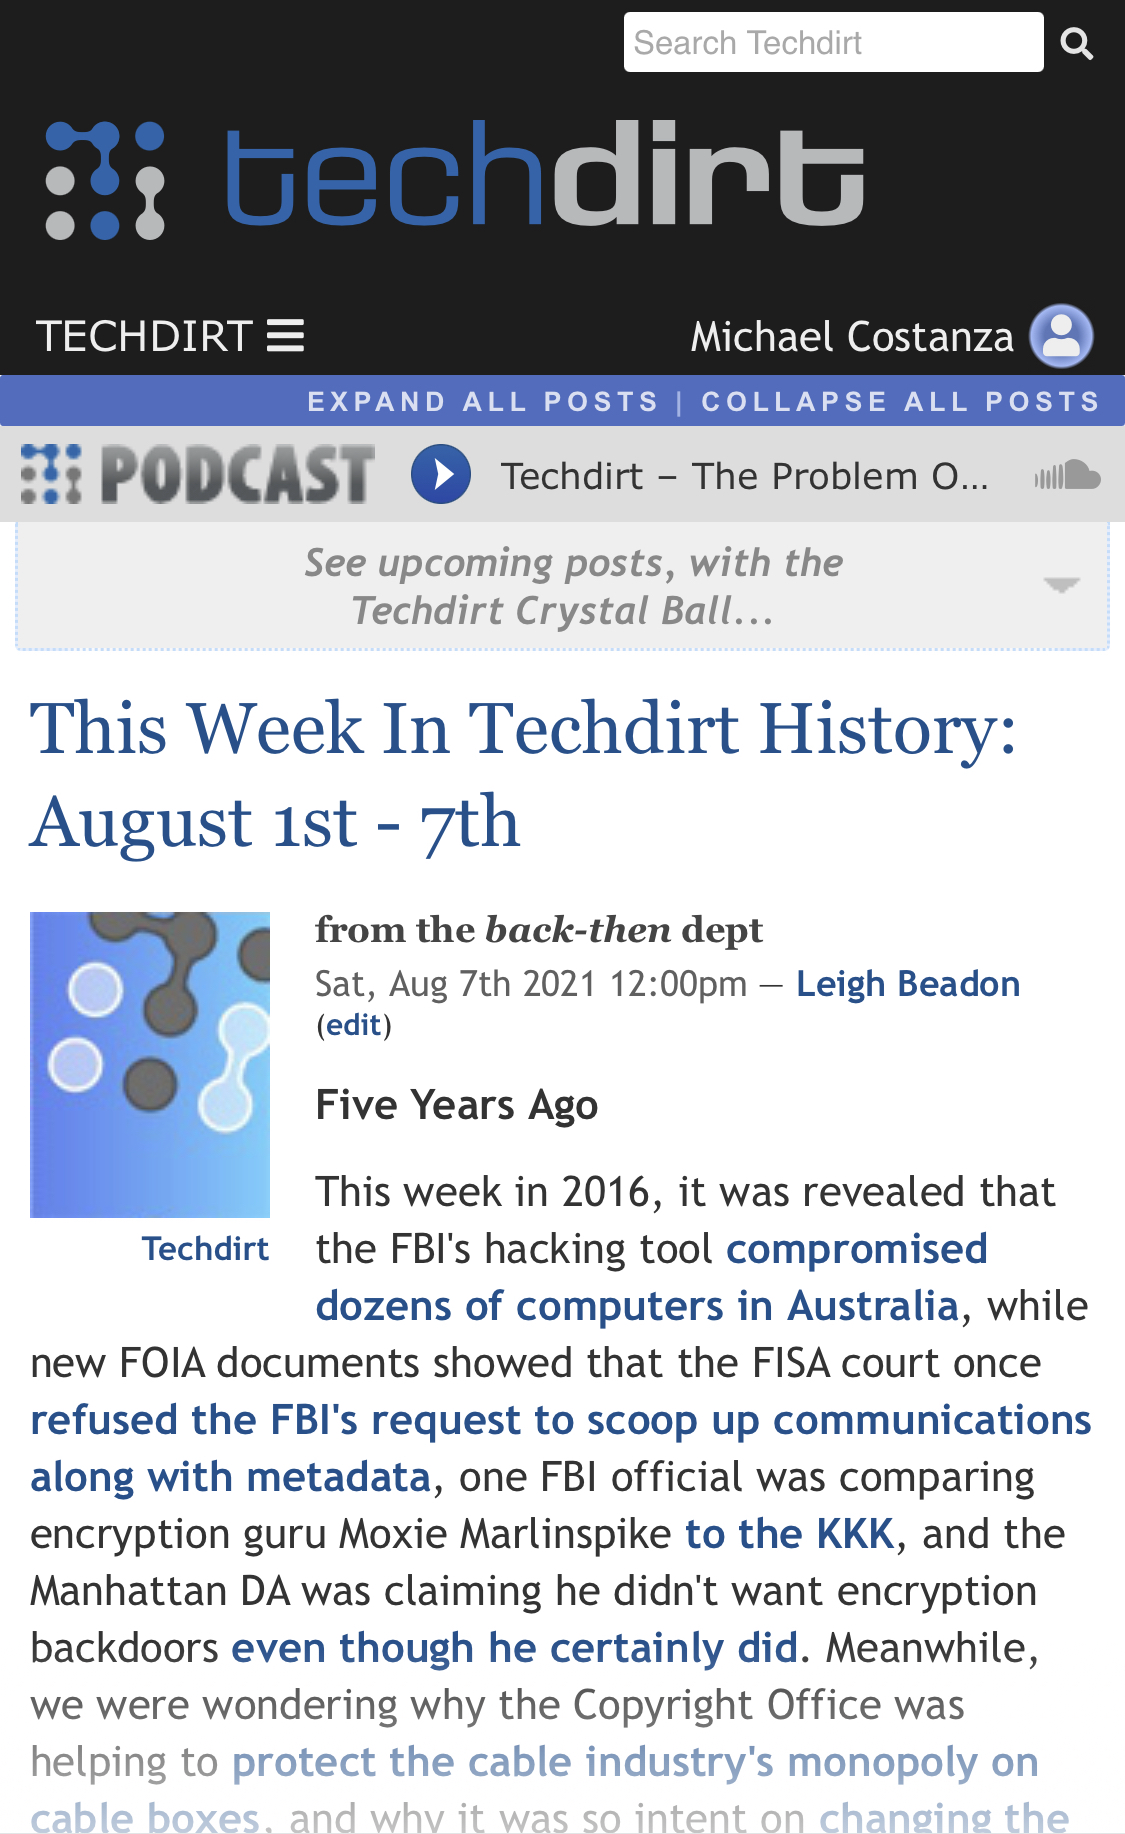 Search Techdirt
techdirt
TECHDIRT
Michael Costanza
EXPAND ALL POSTS | COLLAPSE ALL POSTS
PODCAST
Techdirt – The Problem O...
See upcoming posts, with the
Techdirt Crystal Ball...
This Week In Techdirt History:
August 1st - 7th
from the back-then dept
Sat, Aug 7th 2021 12:00pm — Leigh Beadon
(edit)
Five Years Ago
This week in 2016, it was revealed that
Techdirt
the FBI's hacking tool compromised
dozens of computers in Australia, while
new FOIA documents showed that the FISA court once
refused the FBI's request to scoop up communications
along with metadata, one FBI official was comparing
encryption guru Moxie Marlinspike to the KKK, and the
Manhattan DA was claiming he didn't want encryption
backdoors even though he certainly did. Meanwhile,
we were wondering why the Copyright Office was
helping to protect the cable industry's monopoly on
cable boxes, and why it was so intent on changing the